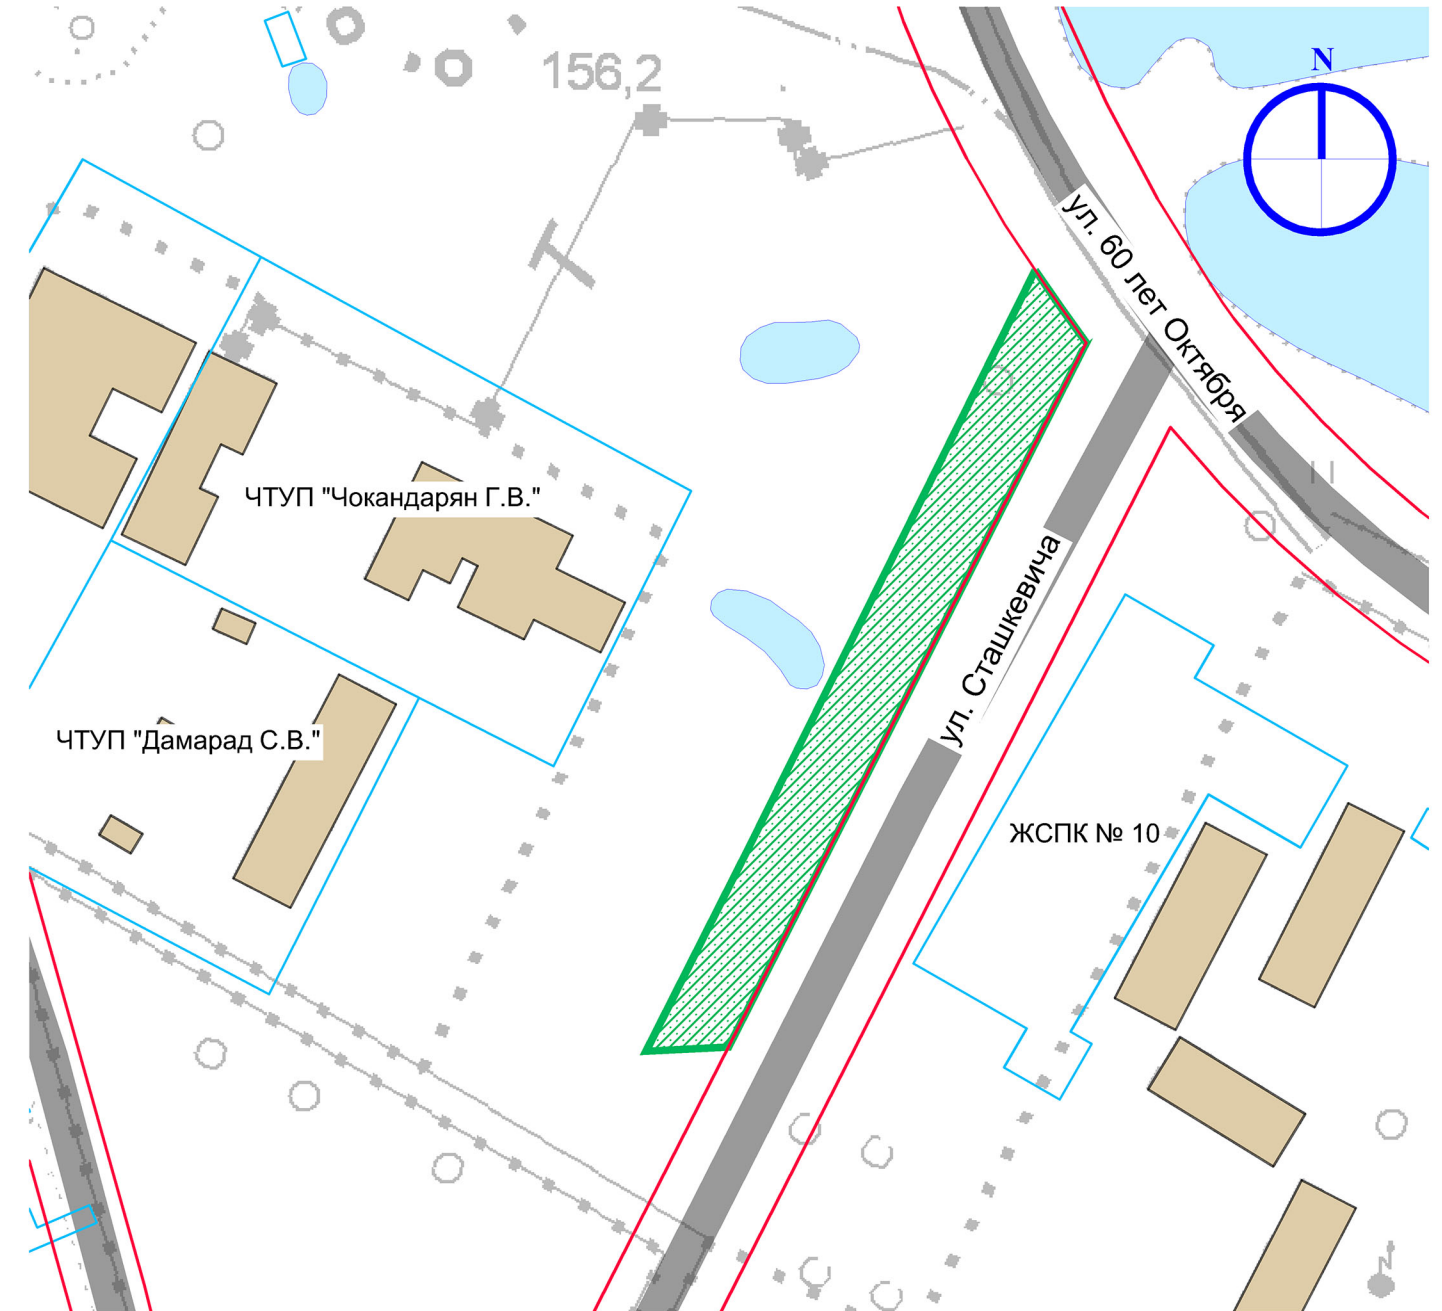 156,2
N
ул. 60 лет Октября
ЧТУП "Чокандарян Г.В."
ул. Сташкевича
ЧТУП "Дамарад С.В."
ЖСПК № 10